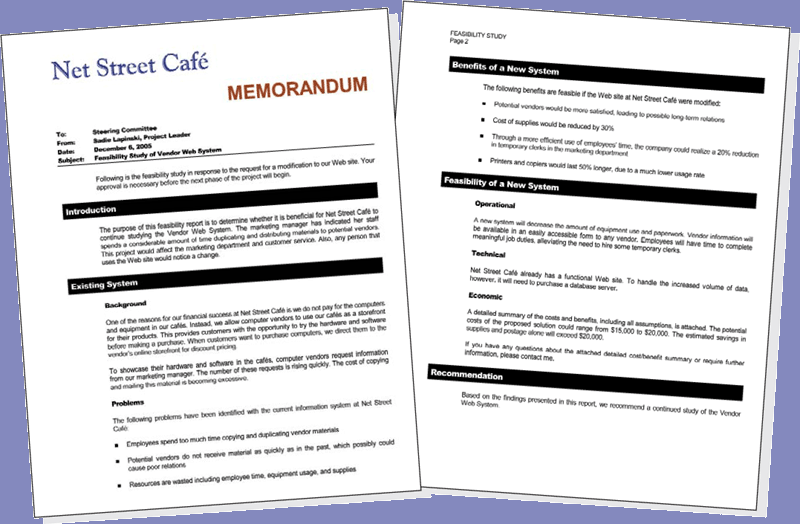 Net Street Café
MEMORANDUM
To: Steering Committee
From: Sadie Lapinski, Project Leader
Date: December 6, 2005
Subject: Feasibility Study of Vendor Web System
Following is the feasibility study in response to the request for a modification to our Web site. Your
approval is necessary before the next phase of the project will begin.
Introduction
The purpose of this feasibility report is to determine whether it is beneficial for Net Street Café to
continue studying the Vendor Web System. The marketing manager has indicated her staff
spends a considerable amount of time duplicating and distributing materials to potential vendors.
This project would affect the marketing department and customer service. Also, any person that
uses the Web site would notice a change.
Existing System
Background
One of the reasons for our financial success at Net Street Café is we do not pay for the computers
and equipment in our cafés. Instead, we allow computer vendors to use our cafés as a storefront
for their products. This provides customers with the opportunity to try the hardware and software
before making a purchase. When customers want to purchase computers, we direct them to the
vendor's online storefront for discount pricing.
To showcase their hardware and software in the cafés, computer vendors request information
from our marketing manager. The number of these requests is rising quickly. The cost of copying
and mailing this material is becoming excessive.
Problems
The following problems have been identified with the current information system at Net Street
Café:
■ Employees spend too much time copying and duplicating vendor materials
■ Potential vendors do not receive material as quickly as in the past, which possibly could
cause poor relations
■ Resources are wasted including employee time, equipment usage, and supplies
FEASIBILITY STUDY
Page 2
Benefits of a New System
The following benefits are feasible if the Web site at Net Street Café were modified:
■ Potential vendors would be more satisfied, leading to possible long-term relations
■ Cost of supplies would be reduced by 30%
■ Through a more efficient use of employees' time, the company could realize a 20% reduction
in temporary clerks in the marketing department
■ Printers and copiers would last 50% longer, due to a much lower usage rate
Feasibility of a New System
Operational
A new system will decrease the amount of equipment use and paperwork. Vendor information will
be available in an easily accessible form to any vendor. Employees will have time to complete
meaningful job duties, alleviating the need to hire some temporary clerks.
Technical
Net Street Café already has a functional Web site. To handle the increased volume of data,
however, it will need to purchase a database server.
Economic
A detailed summary of the costs and benefits, including all assumptions, is attached. The potential
costs of the proposed solution could range from $15,000 to $20,000. The estimated savings in
supplies and postage alone will exceed $20,000.
If you have any questions about the attached detailed cost/benefit summary or require further
information, please contact me.
Recommendation
Based on the findings presented in this report, we recommend a continued study of the Vendor
Web System.